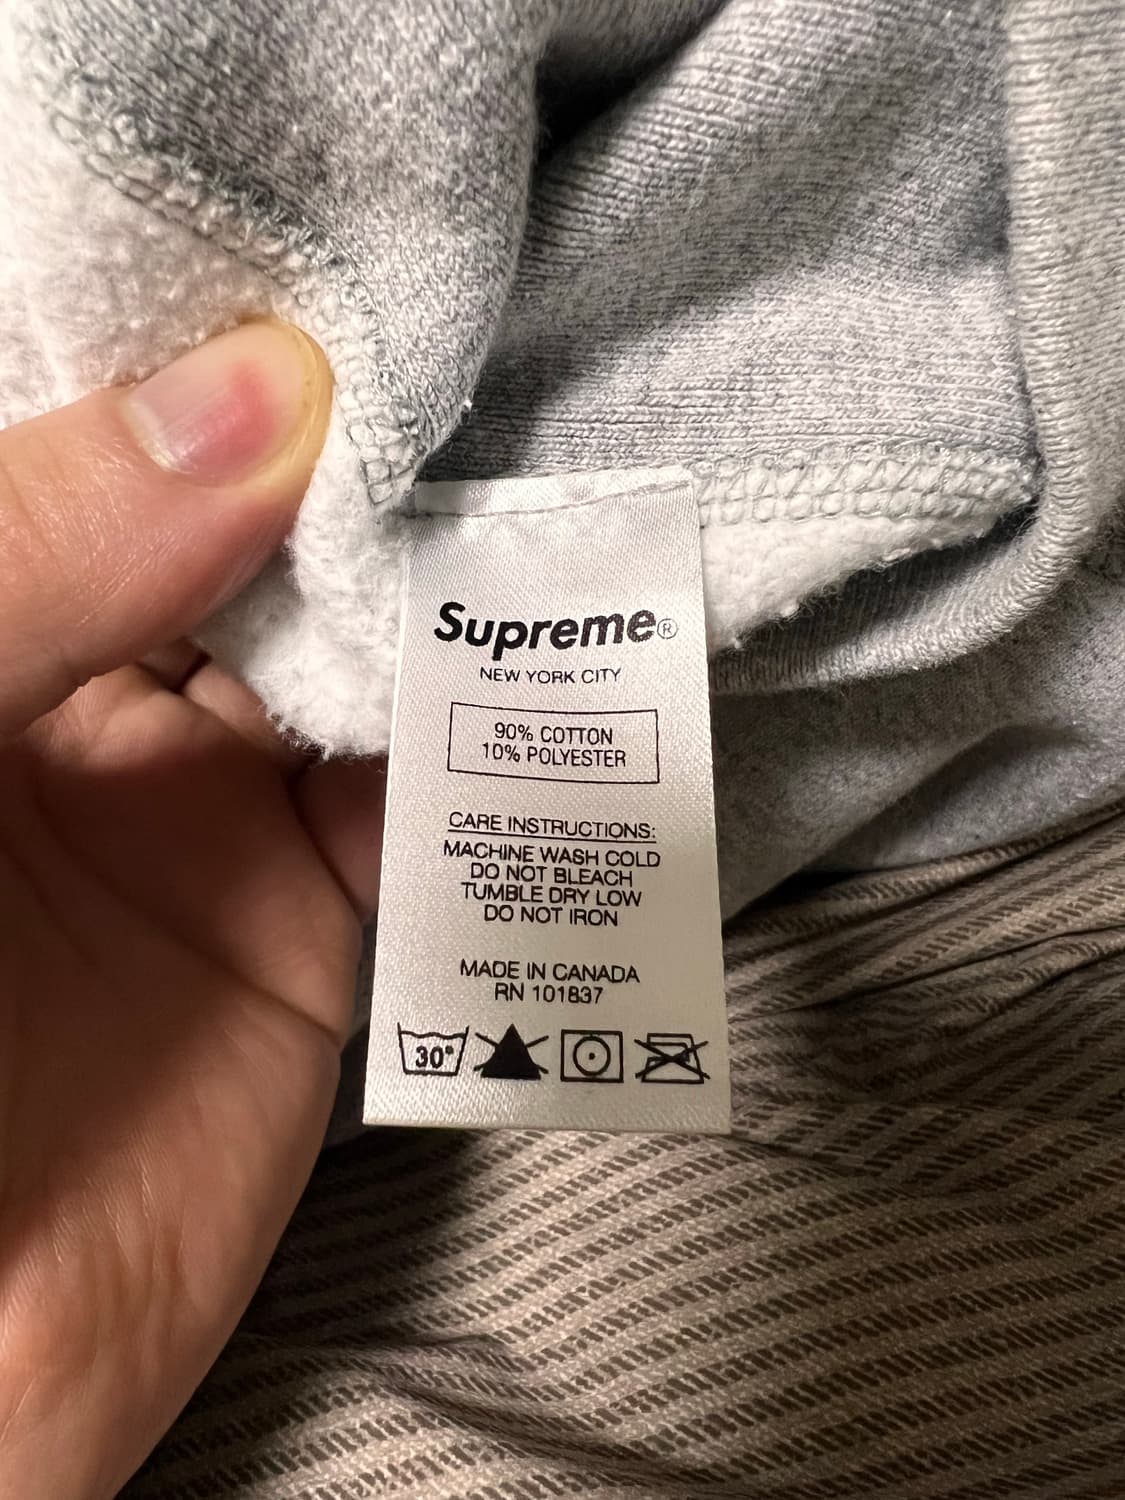 Supreme®
NEW YORK CITY
90% COTTON
10% POLYESTER
CARE INSTRUCTIONS:
MACHINE WASH COLD
DO NOT BLEACH
TUMBLE DRY LOW
DO NOT IRON
MADE IN CANADA
RN 101837
30°